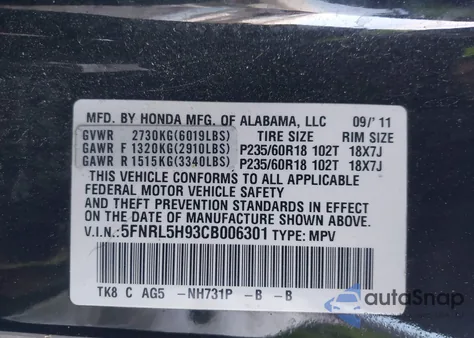 MFD. BY HONDA MFG. OF ALABAMA, LLC 09/'11
GVWR 2730KG(6019LBS) TIRE SIZE RIM SIZE
GAWR F 1320KG(2910LBS) P235/60R18 102T 18X7J
GAWR R 1515KG(3340LBS) P235/60R18 102T 18X7J
THIS VEHICLE CONFORMS TO ALL APPLICABLE
FEDERAL MOTOR VEHICLE SAFETY
AND THEFT PREVENTION STANDARDS IN EFFECT
ON THE DATE OF MANUFACTURE SHOWN ABOVE.
V.I.N.:5FNRL5H93CB006301 TYPE: MPV
TK8 C AG5 -NH731P -B -B
autoSnap